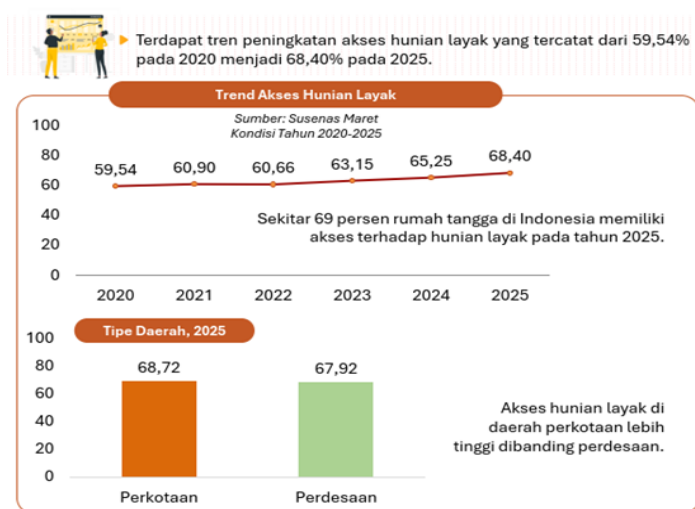 Terdapat tren peningkatan akses hunian layak yang tercatat dari 59,54%
pada 2020 menjadi 68,40% pada 2025.
Trend Akses Hunian Layak
Sumber: Susenas Maret
Kondisi Tahun 2020-2025
100
80
60
40
20
0
59,54
60,90
60,66
63,15
65,25
68,40
Sekitar 69 persen rumah tangga di Indonesia memiliki
akses terhadap hunian layak pada tahun 2025.
2020
2021
2022
2023
2024
2025
Tipe Daerah, 2025
100
80
60
40
20
0
68,72
67,92
Perkotaan
Perdesaan
Akses hunian layak di
daerah perkotaan lebih
tinggi dibanding perdesaan.